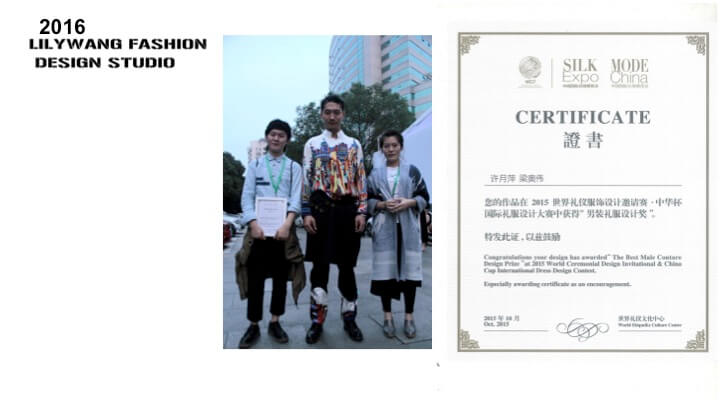 2016
LILYWANG FASHION
DESIGN STUDIO
SILK
Expo
MODE
China
CERTIFICATE
證書
许月萍 梁奥伟
您的作品在 2015 世界礼仪服饰设计邀请赛·中华杯
国际礼服设计大赛中获得“男装礼服设计奖”。
特发此证，以兹鼓励
Congratulations your design has awarded" The Best Male Couture
Design Prize "at 2015 World Ceremonial Design Invitational & China
Cup International Dress Design Contest.
Especially awarding certificate as an encouragement.
2015 年 10 月
世界礼仪文化中心
Oct. 2015
World Etiquette Culture Center